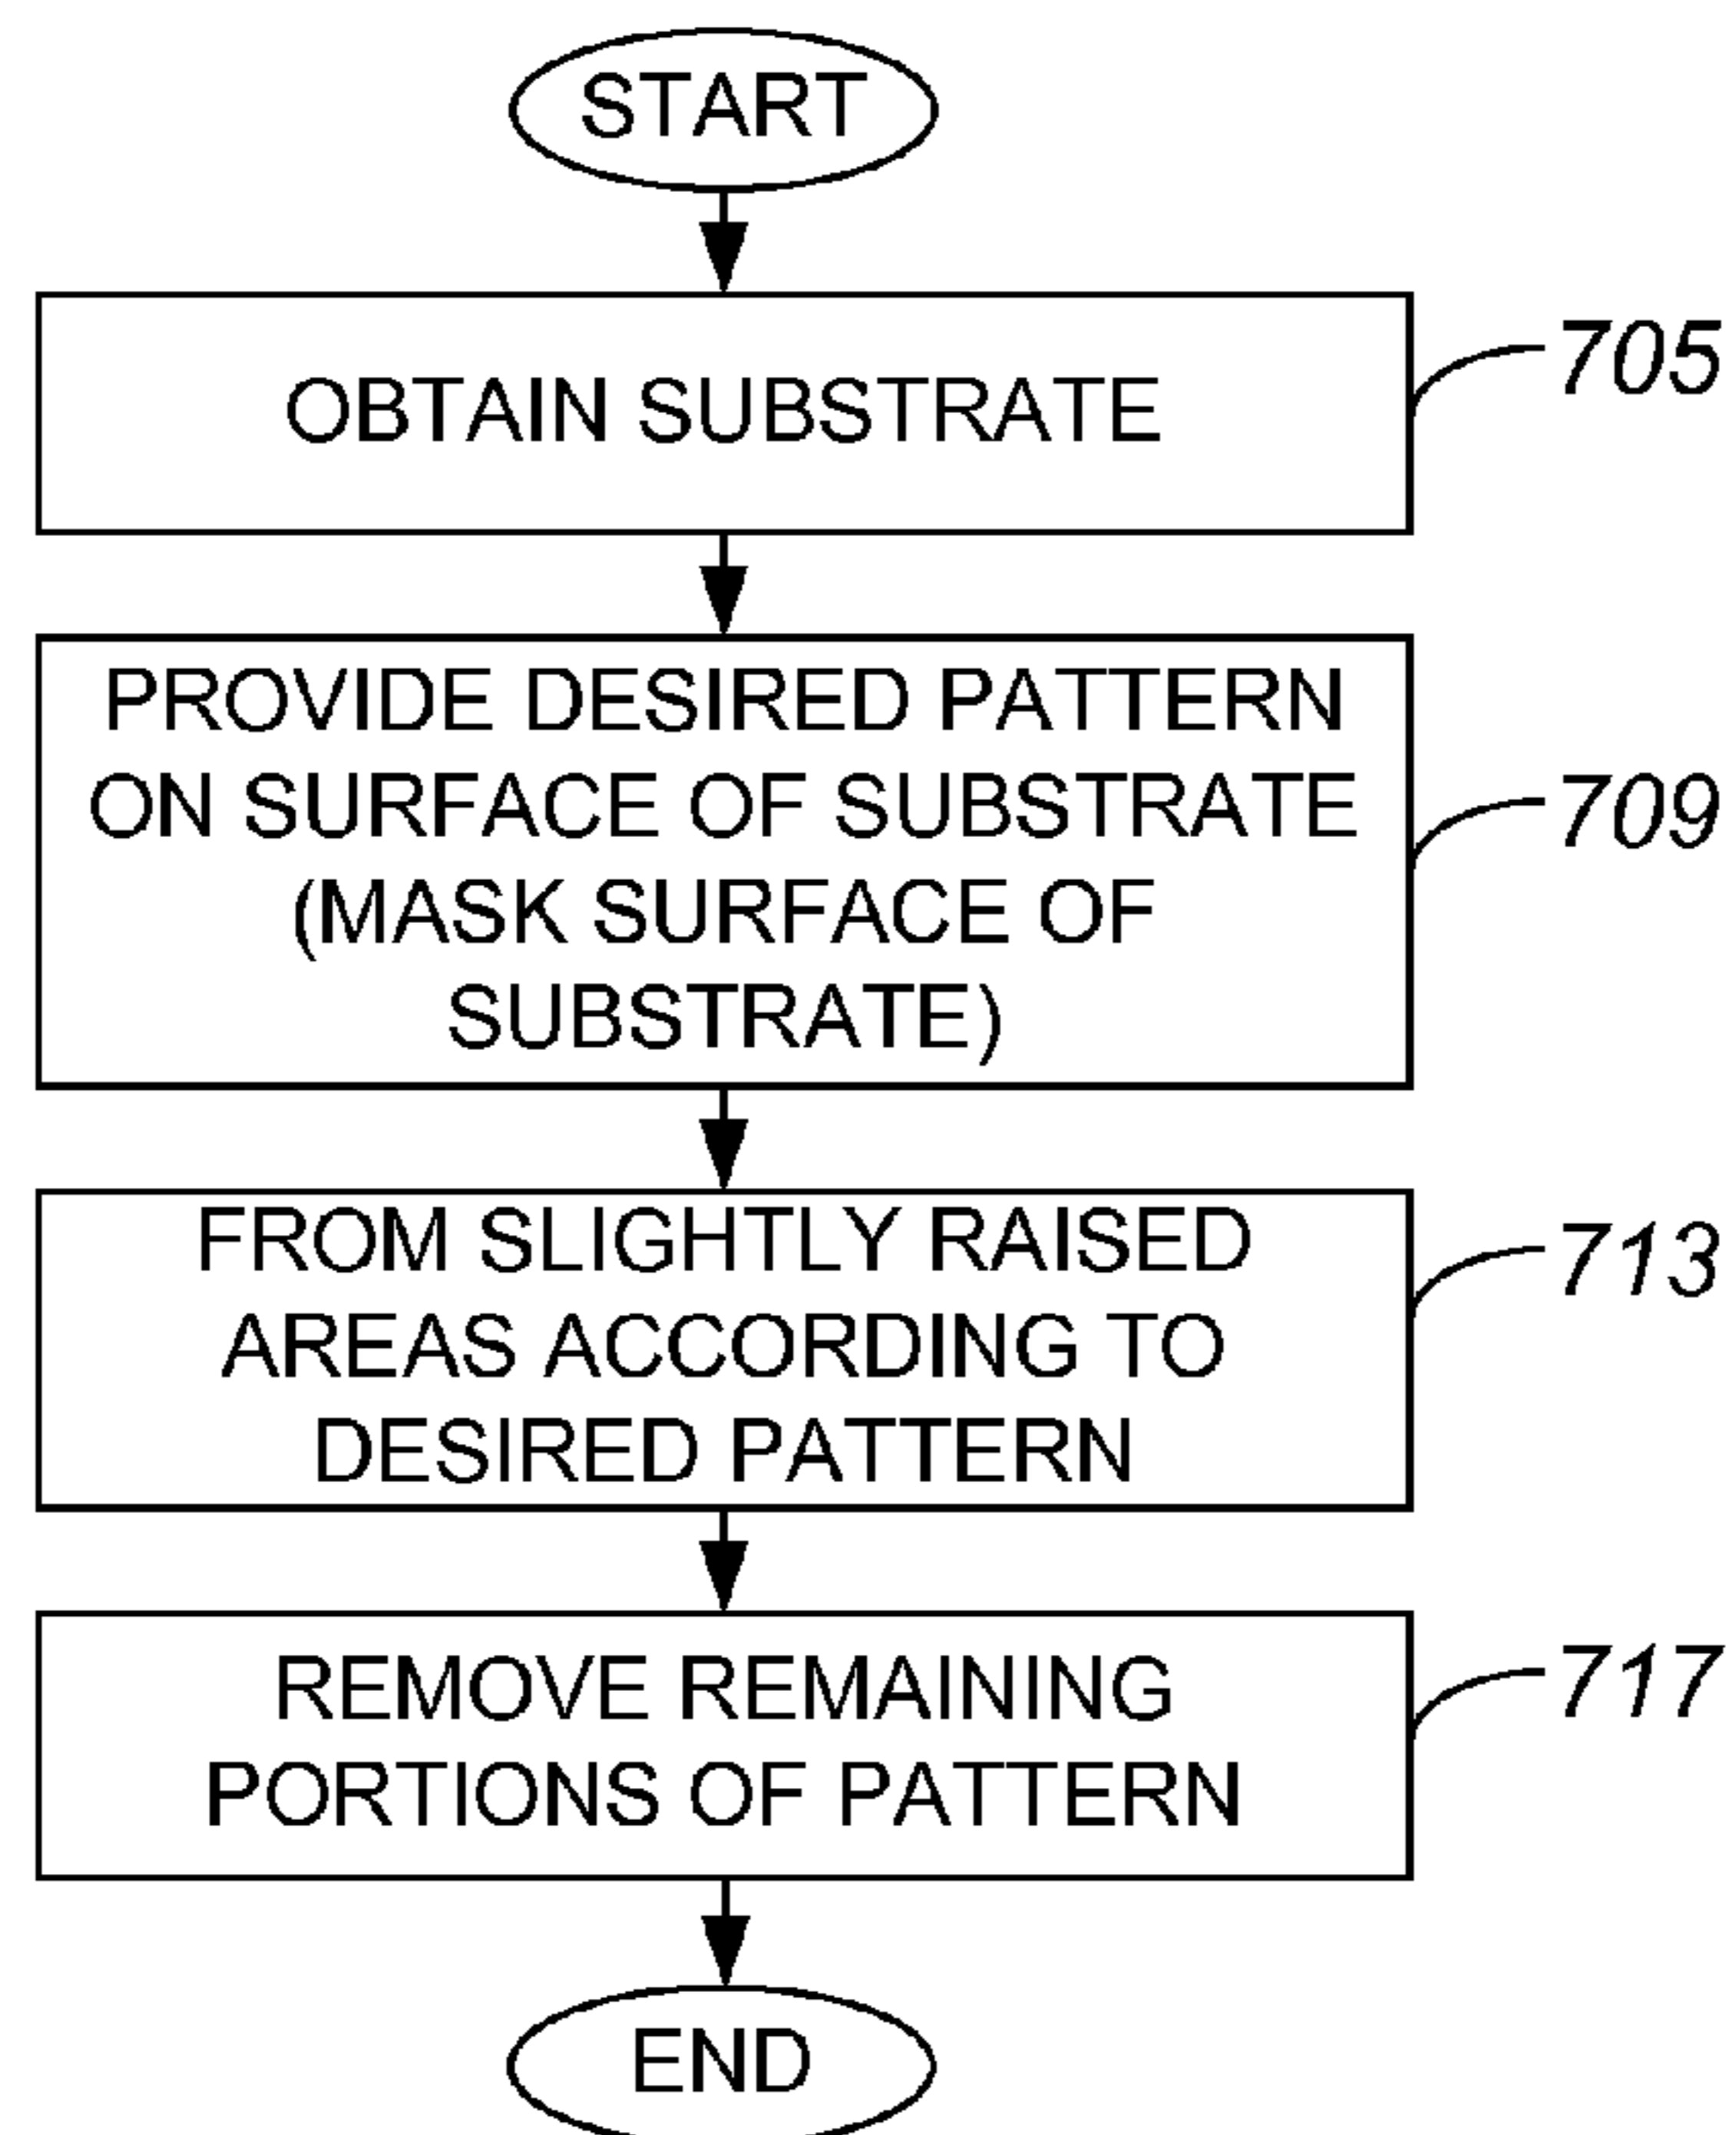 START
OBTAIN SUBSTRATE
705
PROVIDE DESIRED PATTERN
ON SURFACE OF SUBSTRATE
(MASK SURFACE OF
SUBSTRATE)
709
FROM SLIGHTLY RAISED
AREAS ACCORDING TO
DESIRED PATTERN
713
REMOVE REMAINING
PORTIONS OF PATTERN
717
END